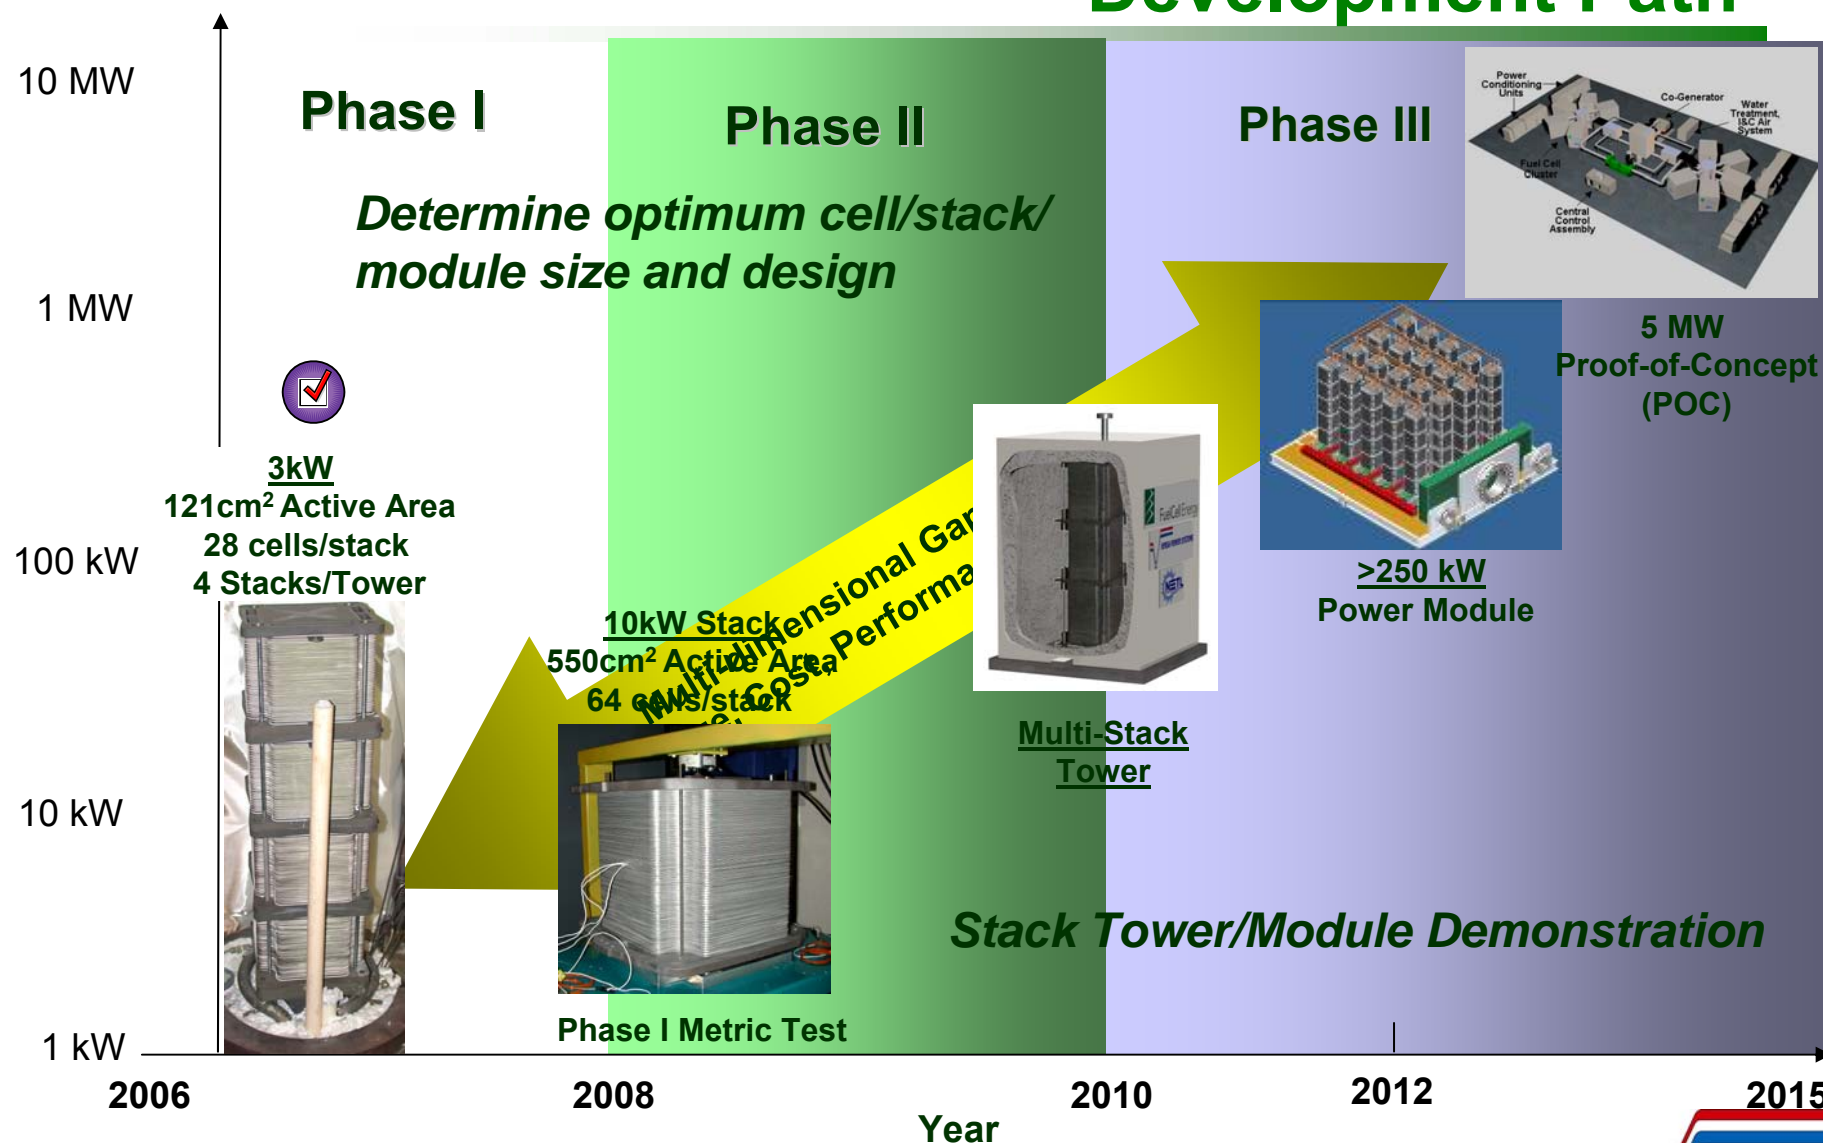 Development Path
10 MW
1 MW
100 kW
10 kW
1 kW
Phase I
Phase II
Phase III
Determine optimum cell/stack/
module size and design
Power
Conditioning
Units
Co-Generator
Water
Treatment,
I&C Air
System
Fuel Cell
Cluster
Central
Control
Assembly
5 MW
Proof-of-Concept
(POC)
3kW
121cm² Active Area
28 cells/stack
4 Stacks/Tower
10kW Stack
550cm² Active Area
64 cells/stack
Multi-dimensional
Cost, Performa
FuelCell Energy
NETL
Multi-Stack
Tower
>250 kW
Power Module
Phase I Metric Test
Stack Tower/Module Demonstration
2006
2008
2010
2012
2015
Year